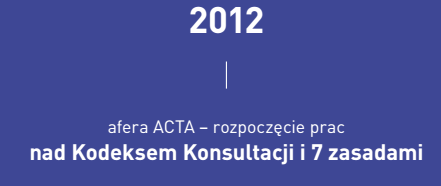 2012
afera ACTA – rozpoczęcie prac
nad Kodeksem Konsultacji i 7 zasadami